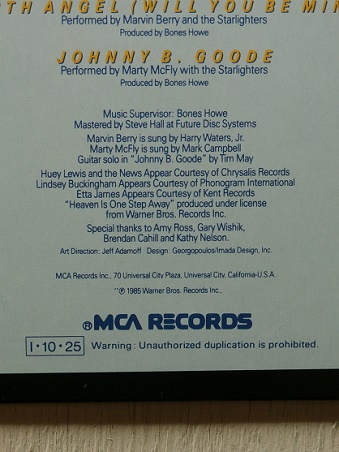 TH ANGEL (WILL YOU BE MIN
Performed by Marvin Berry and the Starlighters
Produced by Bones Howe
JOHNNY B. GOODE
Performed by Marty McFly with the Starlighters
Produced by Bones Howe
Music Supervisor: Bones Howe
Mastered by Steve Hall at Future Disc Systems
Marvin Berry is sung by Harry Waters, Jr.
Marty McFly is sung by Mark Campbell
Guitar solo in "Johnny B. Goode" by Tim May
Huey Lewis and the News Appear Courtesy of Chrysalis Records
Lindsey Buckingham Appears Courtesy of Phonogram International
Etta James Appears Courtesy of Kent Records
"Heaven Is One Step Away" produced under license
from Warner Bros. Records Inc.
Special thanks to Amy Ross, Gary Wishik,
Brendan Cahill and Kathy Nelson.
Art Direction: Jeff Adamoff Design: Georgopoulos/Imada Design, Inc.
MCA Records Inc., 70 Universal City Plaza, Universal City, California-U.S.A.
℗ 1985 Warner Bros. Records Inc.,
®MCA RECORDS
I·10·25 Warning: Unauthorized duplication is prohibited.